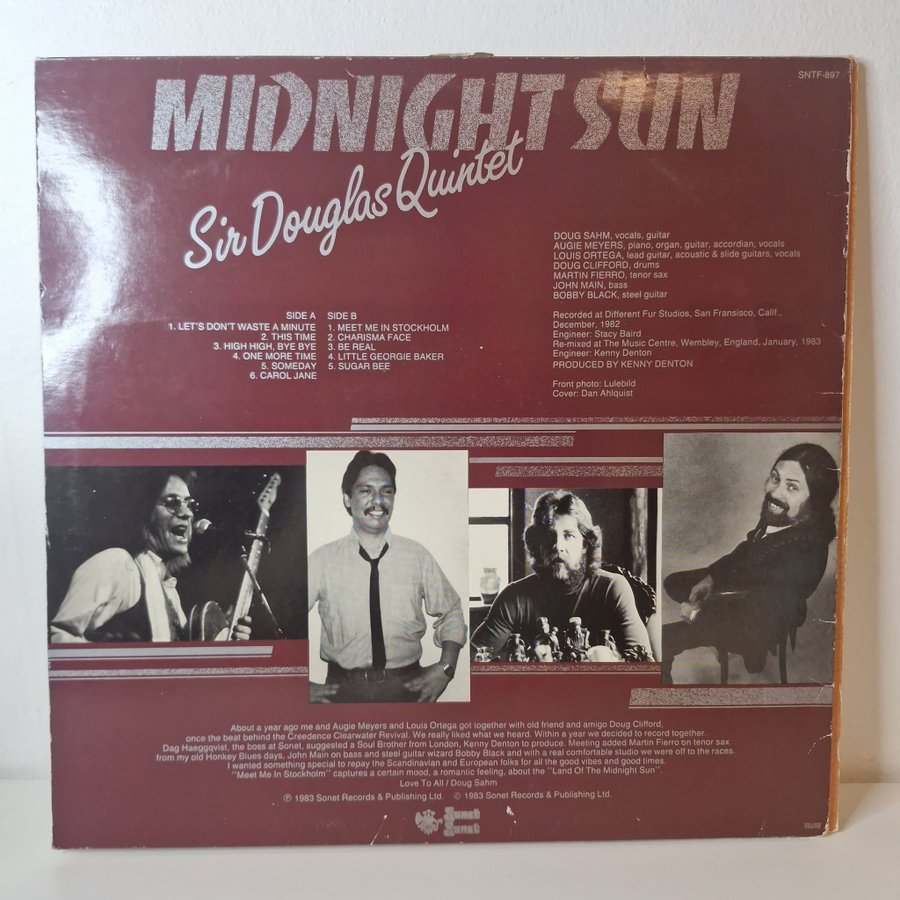 SNTF-897
MIDNIGHT SUN
Sir Douglas Quintet
DOUG SAHM, vocals, guitar
AUGIE MEYERS, piano, organ, guitar, accordian, vocals
LOUIS ORTEGA, lead guitar, acoustic & slide guitars, vocals
DOUG CLIFFORD, drums
MARTIN FIERRO, tenor sax
JOHN MAIN, bass
BOBBY BLACK, steel guitar
SIDE A
1. LET'S DON'T WASTE A MINUTE
2. THIS TIME
3. HIGH HIGH, BYE BYE
4. ONE MORE TIME
5. SOMEDAY
6. CAROL JANE
SIDE B
1. MEET ME IN STOCKHOLM
2. CHARISMA FACE
3. BE REAL
4. LITTLE GEORGIE BAKER
5. SUGAR BEE
Recorded at Different Fur Studios, San Fransisco, Calif.,
December, 1982
Engineer: Stacy Baird
Re-mixed at The Music Centre, Wembley, England, January, 1983
Engineer: Kenny Denton
PRODUCED BY KENNY DENTON
Front photo: Lulebild
Cover: Dan Ahlquist
About a year ago me and Augie Meyers and Louis Ortega got together with old friend and amigo Doug Clifford,
once the beat behind the Creedence Clearwater Revival. We really liked what we heard. Within a year we decided to record together.
Dag Haeggqvist, the boss at Sonet, suggested a Soul Brother from London, Kenny Denton to produce. Meeting added Martin Fierro on tenor sax
from my old Honkey Blues days, John Main on bass and steel guitar wizard Bobby Black and with a real comfortable studio we were off to the races.
I wanted something special to repay the Scandinavian and European folks for all the good vibes and good times.
"Meet Me In Stockholm" captures a certain mood, a romantic feeling, about the "Land Of The Midnight Sun".
Love To All / Doug Sahm
℗ 1983 Sonet Records & Publishing Ltd. © 1983 Sonet Records & Publishing Ltd.
Sonet
Sonet